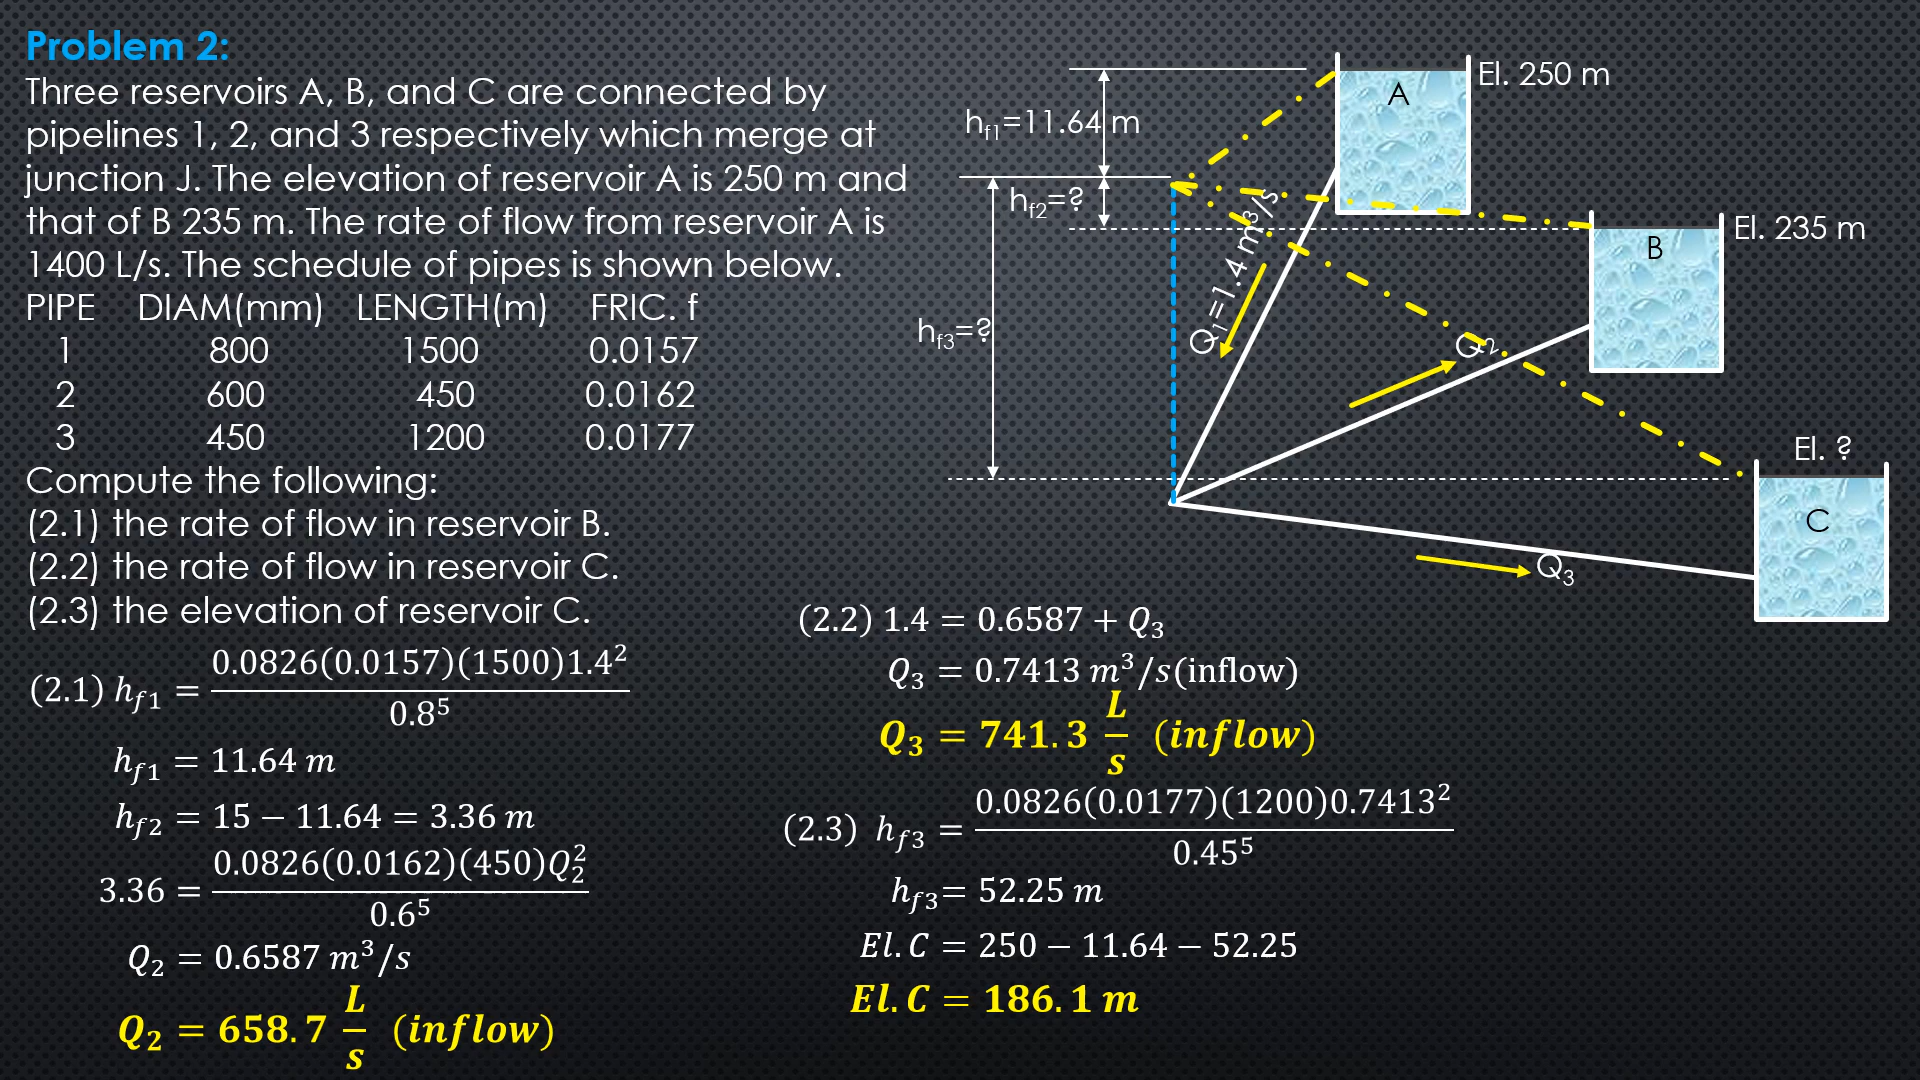 Problem 2:
Three reservoirs A, B, and C are connected by
pipelines 1, 2, and 3 respectively which merge at
junction J. The elevation of reservoir A is 250 m and
that of B 235 m. The rate of flow from reservoir A is
1400 L/s. The schedule of pipes is shown below.
PIPE DIAM(mm) LENGTH(m) FRIC. f
1 800 1500 0.0157
2 600 450 0.0162
3 450 1200 0.0177
Compute the following:
(2.1) the rate of flow in reservoir B.
(2.2) the rate of flow in reservoir C.
(2.3) the elevation of reservoir C.
(2.1) h_f1 = 0.0826(0.0157)(1500)1.4² / 0.8⁵
h_f1 = 11.64 m
h_f2 = 15 − 11.64 = 3.36 m
3.36 = 0.0826(0.0162)(450)Q₂² / 0.6⁵
Q₂ = 0.6587 m³/s
Q₂ = 658.7 L/s (inflow)
(2.2) 1.4 = 0.6587 + Q₃
Q₃ = 0.7413 m³/s(inflow)
Q₃ = 741.3 L/s (inflow)
(2.3) h_f3 = 0.0826(0.0177)(1200)0.7413² / 0.45⁵
h_f3= 52.25 m
El. C = 250 − 11.64 − 52.25
El. C = 186.1 m
A
El. 250 m
h_f1=11.64 m
h_f2=?
h_f3=?
Q₁=1.4 m³/s
B
El. 235 m
Q₂
El. ?
C
Q₃